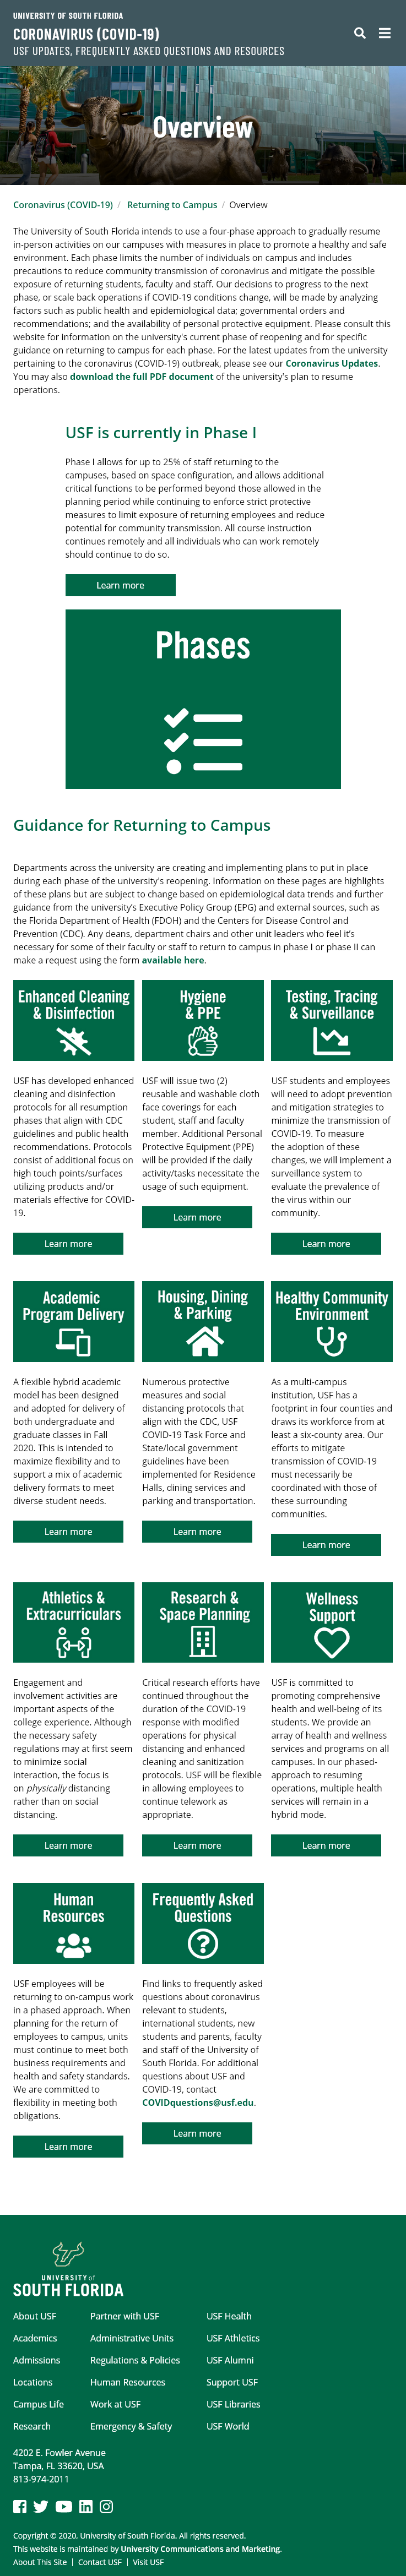 UNIVERSITY OF SOUTH FLORIDA
CORONAVIRUS (COVID-19)
USF UPDATES, FREQUENTLY ASKED QUESTIONS AND RESOURCES
Overview
Coronavirus (COVID-19) / Returning to Campus / Overview
The University of South Florida intends to use a four-phase approach to gradually resume
in-person activities on our campuses with measures in place to promote a healthy and safe
environment. Each phase limits the number of individuals on campus and includes
precautions to reduce community transmission of coronavirus and mitigate the possible
exposure of returning students, faculty and staff. Our decisions to progress to the next
phase, or scale back operations if COVID-19 conditions change, will be made by analyzing
factors such as public health and epidemiological data; governmental orders and
recommendations; and the availability of personal protective equipment. Please consult this
website for information on the university's current phase of reopening and for specific
guidance on returning to campus for each phase. For the latest updates from the university
pertaining to the coronavirus (COVID-19) outbreak, please see our Coronavirus Updates.
You may also download the full PDF document of the university's plan to resume
operations.
USF is currently in Phase I
Phase I allows for up to 25% of staff returning to the
campuses, based on space configuration, and allows additional
critical functions to be performed beyond those allowed in the
planning period while continuing to enforce strict protective
measures to limit exposure of returning employees and reduce
potential for community transmission. All course instruction
continues remotely and all individuals who can work remotely
should continue to do so.
Learn more
Phases
Guidance for Returning to Campus
Departments across the university are creating and implementing plans to put in place
during each phase of the university's reopening. Information on these pages are highlights
of these plans and are subject to change based on epidemiological data trends and further
guidance from the university's Executive Policy Group (EPG) and external sources, such as
the Florida Department of Health (FDOH) and the Centers for Disease Control and
Prevention (CDC). Any deans, department chairs and other unit leaders who feel it's
necessary for some of their faculty or staff to return to campus in phase I or phase II can
make a request using the form available here.
Enhanced Cleaning
& Disinfection
USF has developed enhanced
cleaning and disinfection
protocols for all resumption
phases that align with CDC
guidelines and public health
recommendations. Protocols
consist of additional focus on
high touch points/surfaces
utilizing products and/or
materials effective for COVID-
19.
Learn more
Hygiene
& PPE
USF will issue two (2)
reusable and washable cloth
face coverings for each
student, staff and faculty
member. Additional Personal
Protective Equipment (PPE)
will be provided if the daily
activity/tasks necessitate the
usage of such equipment.
Learn more
Testing, Tracing
& Surveillance
USF students and employees
will need to adopt prevention
and mitigation strategies to
minimize the transmission of
COVID-19. To measure
the adoption of these
changes, we will implement a
surveillance system to
evaluate the prevalence of
the virus within our
community.
Learn more
Academic
Program Delivery
A flexible hybrid academic
model has been designed
and adopted for delivery of
both undergraduate and
graduate classes in Fall
2020. This is intended to
maximize flexibility and to
support a mix of academic
delivery formats to meet
diverse student needs.
Learn more
Housing, Dining
& Parking
Numerous protective
measures and social
distancing protocols that
align with the CDC, USF
COVID-19 Task Force and
State/local government
guidelines have been
implemented for Residence
Halls, dining services and
parking and transportation.
Learn more
Healthy Community
Environment
As a multi-campus
institution, USF has a
footprint in four counties and
draws its workforce from at
least a six-county area. Our
efforts to mitigate
transmission of COVID-19
must necessarily be
coordinated with those of
these surrounding
communities.
Learn more
Athletics &
Extracurriculars
Engagement and
involvement activities are
important aspects of the
college experience. Although
the necessary safety
regulations may at first seem
to minimize social
interaction, the focus is
on physically distancing
rather than on social
distancing.
Learn more
Research &
Space Planning
Critical research efforts have
continued throughout the
duration of the COVID-19
response with modified
operations for physical
distancing and enhanced
cleaning and sanitization
protocols. USF will be flexible
in allowing employees to
continue telework as
appropriate.
Learn more
Wellness
Support
USF is committed to
promoting comprehensive
health and well-being of its
students. We provide an
array of health and wellness
services and programs on all
campuses. In our phased-
approach to resuming
operations, multiple health
services will remain in a
hybrid mode.
Learn more
Human
Resources
USF employees will be
returning to on-campus work
in a phased approach. When
planning for the return of
employees to campus, units
must continue to meet both
business requirements and
health and safety standards.
We are committed to
flexibility in meeting both
obligations.
Learn more
Frequently Asked
Questions
Find links to frequently asked
questions about coronavirus
relevant to students,
international students, new
students and parents, faculty
and staff of the University of
South Florida. For additional
questions about USF and
COVID-19, contact
COVIDquestions@usf.edu.
Learn more
UNIVERSITY of
SOUTH FLORIDA
About USF
Academics
Admissions
Locations
Campus Life
Research
Partner with USF
Administrative Units
Regulations & Policies
Human Resources
Work at USF
Emergency & Safety
USF Health
USF Athletics
USF Alumni
Support USF
USF Libraries
USF World
4202 E. Fowler Avenue
Tampa, FL 33620, USA
813-974-2011
Copyright © 2020, University of South Florida. All rights reserved.
This website is maintained by University Communications and Marketing.
About This Site | Contact USF | Visit USF